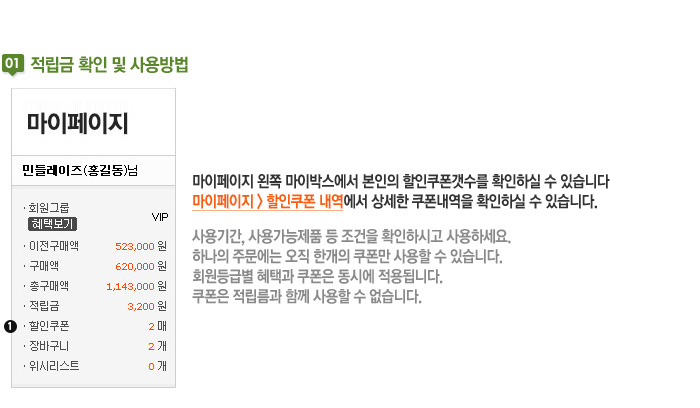 01 적립금 확인 및 사용방법
마이페이지
민들레이즈(홍길동)님
· 회원그룹
혜택보기
VIP
· 이전구매액 523,000 원
· 구매액 620,000 원
· 총구매액 1,143,000 원
· 적립금 3,200 원
1 · 할인쿠폰 2 매
· 장바구니 2 개
· 위시리스트 0 개
마이페이지 왼쪽 마이박스에서 본인의 할인쿠폰갯수를 확인하실 수 있습니다
마이페이지 > 할인쿠폰 내역에서 상세한 쿠폰내역을 확인하실 수 있습니다.
사용기간, 사용가능제품 등 조건을 확인하시고 사용하세요.
하나의 주문에는 오직 한개의 쿠폰만 사용할 수 있습니다.
회원등급별 혜택과 쿠폰은 동시에 적용됩니다.
쿠폰은 적립름과 함께 사용할 수 없습니다.